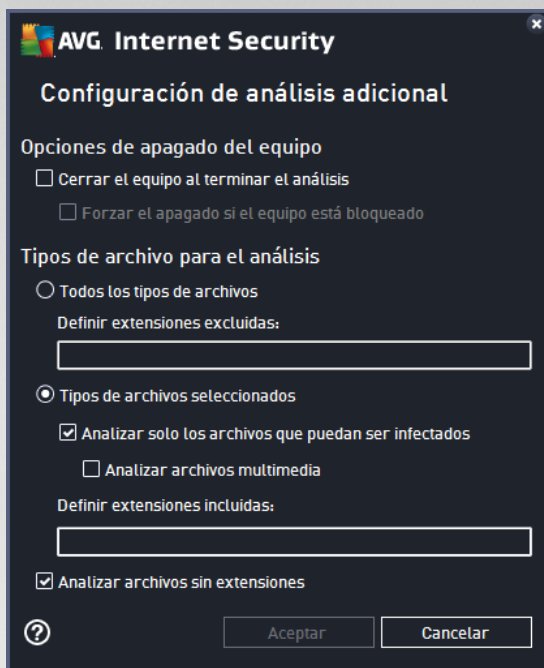 AVG. Internet Security
Configuración de análisis adicional
Opciones de apagado del equipo
Cerrar el equipo al terminar el análisis
Forzar el apagado si el equipo está bloqueado
Tipos de archivo para el análisis
Todos los tipos de archivos
Definir extensiones excluidas:
Tipos de archivos seleccionados
Analizar solo los archivos que puedan ser infectados
Analizar archivos multimedia
Definir extensiones incluidas:
Analizar archivos sin extensiones
?
Aceptar
Cancelar